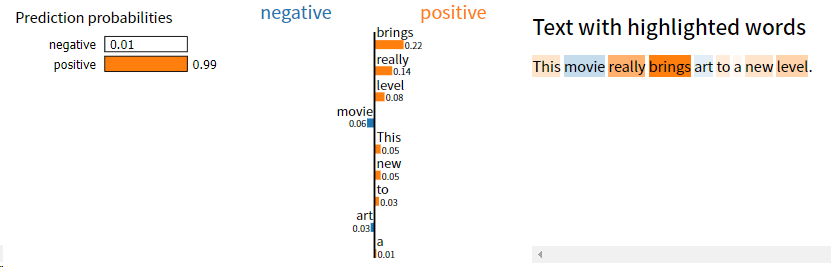 Prediction probabilities
negative 0.01
positive 0.99
negative positive
brings
0.22
really
0.14
level
0.08
movie
0.06
This
0.05
new
0.05
to
0.03
art
0.03
a
0.01
Text with highlighted words
This movie really brings art to a new level.